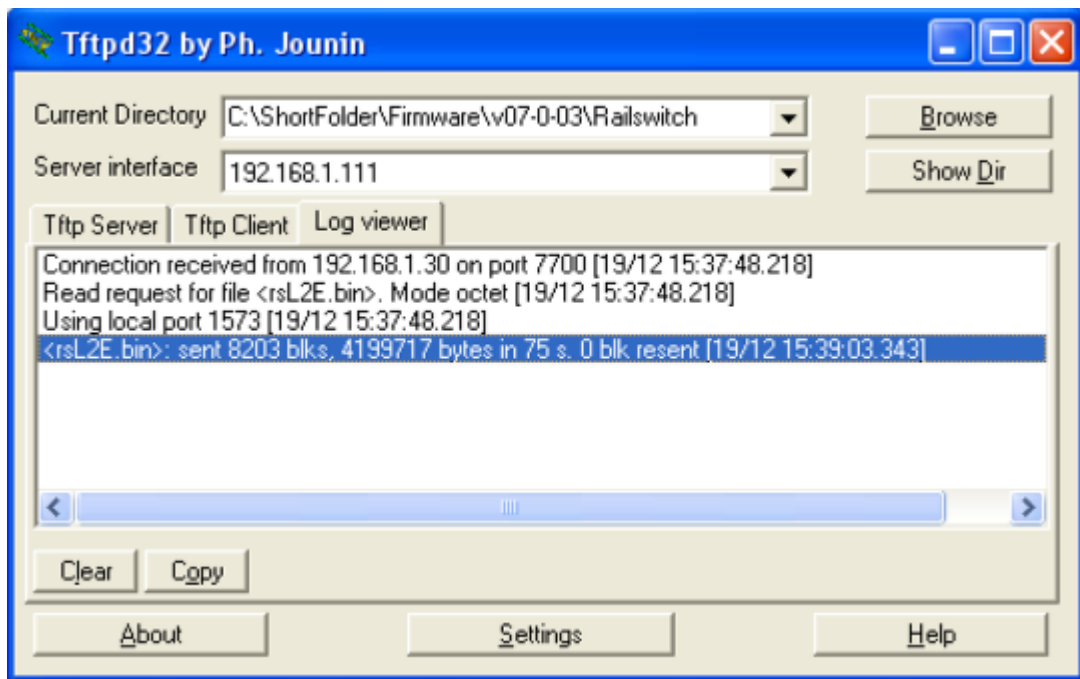 Tftpd32 by Ph. Jounin
Current Directory C:\ShortFolder\Firmware\v07-0-03\Railswitch Browse
Server interface 192.168.1.111 Show Dir
Tftp Server Tftp Client Log viewer
Connection received from 192.168.1.30 on port 7700 [19/12 15:37:48.218]
Read request for file <rsL2E.bin>. Mode octet [19/12 15:37:48.218]
Using local port 1573 [19/12 15:37:48.218]
<rsL2E.bin>: sent 8203 blks, 4199717 bytes in 75 s. 0 blk resent [19/12 15:39:03.343]
Clear Copy
About Settings Help